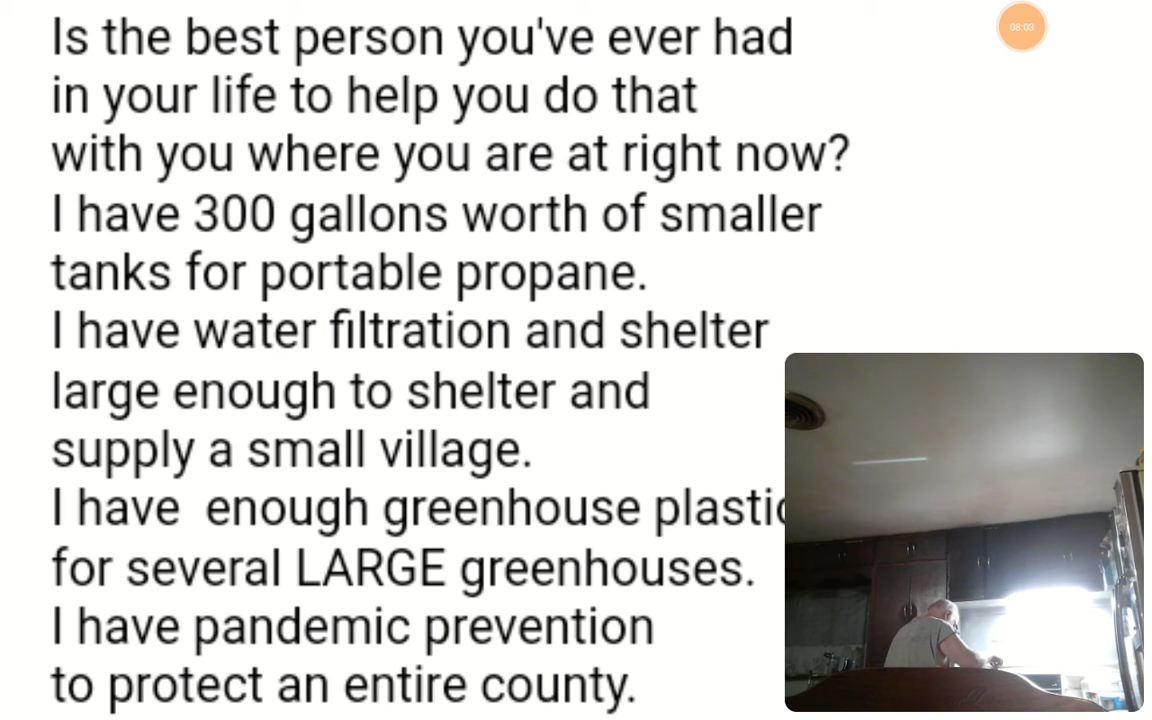 Is the best person you've ever had
in your life to help you do that
with you where you are at right now?
I have 300 gallons worth of smaller
tanks for portable propane.
I have water filtration and shelter
large enough to shelter and
supply a small village.
I have  enough greenhouse plastic
for several LARGE greenhouses.
I have pandemic prevention
to protect an entire county.
08:03